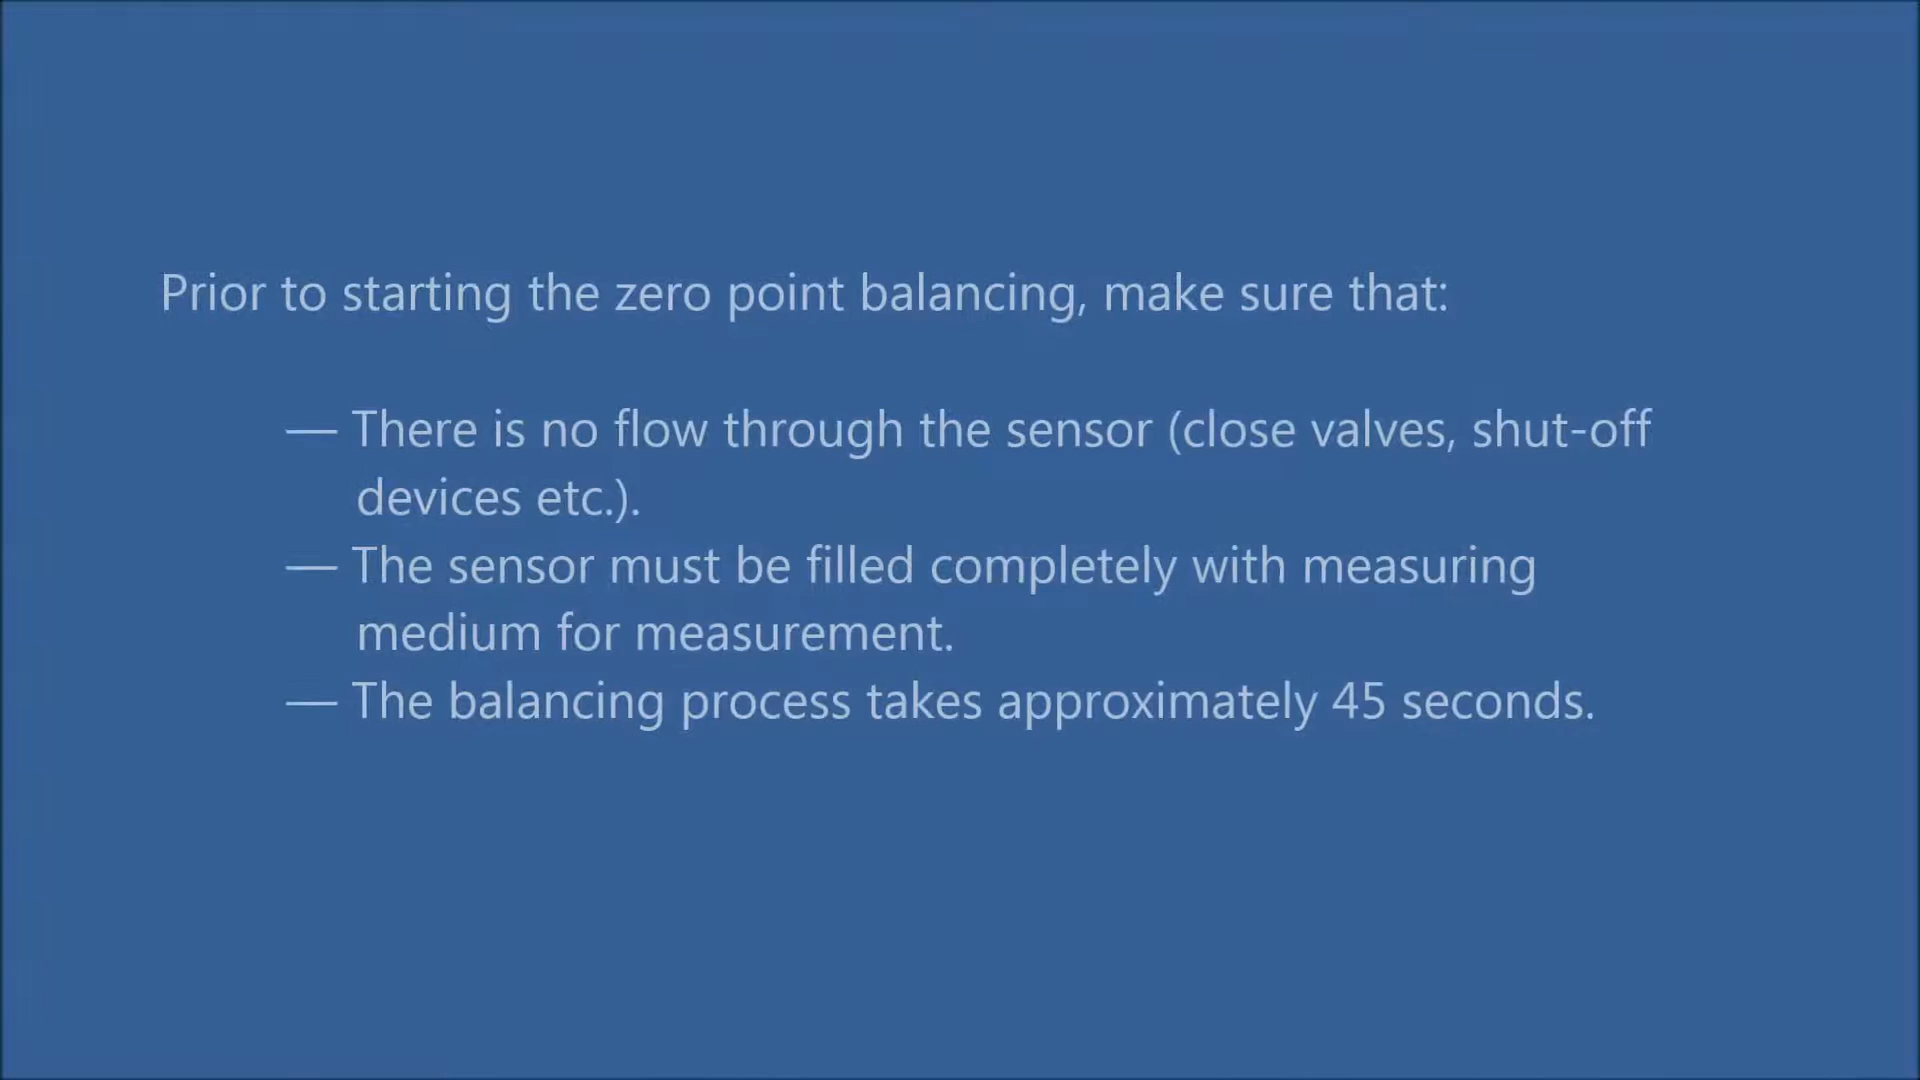 Prior to starting the zero point balancing, make sure that:
— There is no flow through the sensor (close valves, shut-off
devices etc.).
— The sensor must be filled completely with measuring
medium for measurement.
— The balancing process takes approximately 45 seconds.